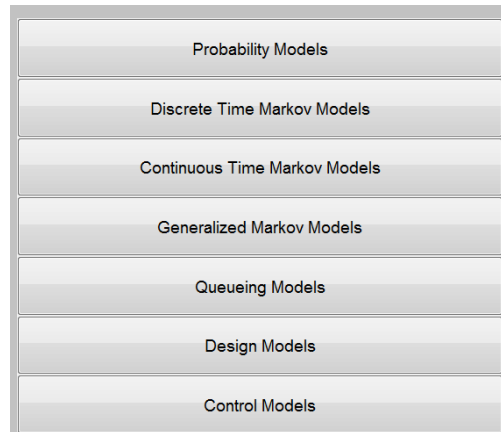 Probability Models
Discrete Time Markov Models
Continuous Time Markov Models
Generalized Markov Models
Queueing Models
Design Models
Control Models